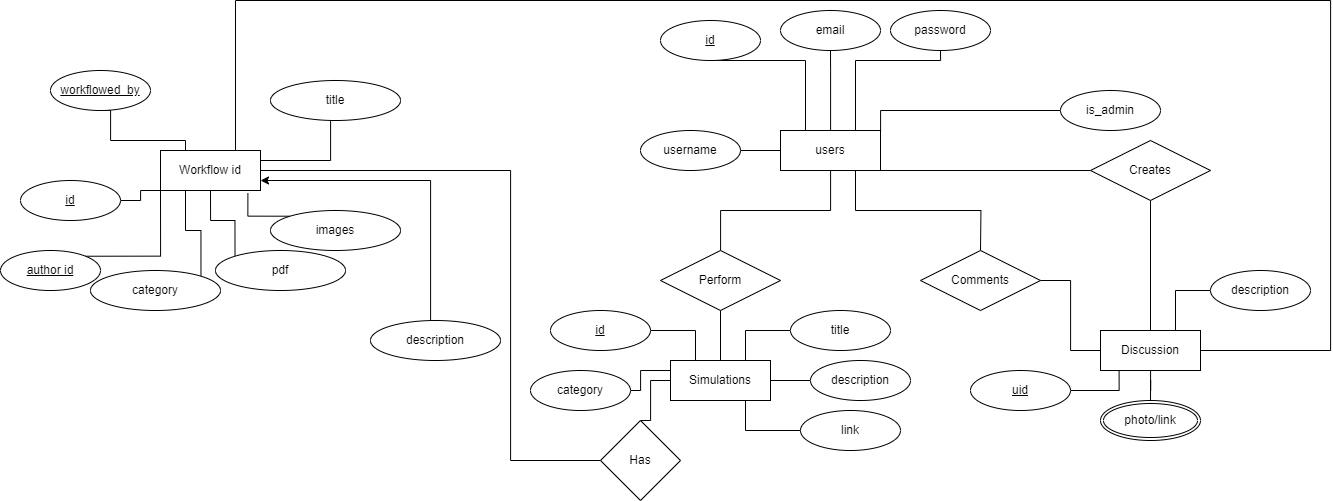 id
email
password
workflowed_by
title
is_admin
username
users
Workflow id
Creates
id
images
author id
category
pdf
Perform
Comments
description
description
id
title
Discussion
Simulations
category
description
uid
photo/link
link
Has